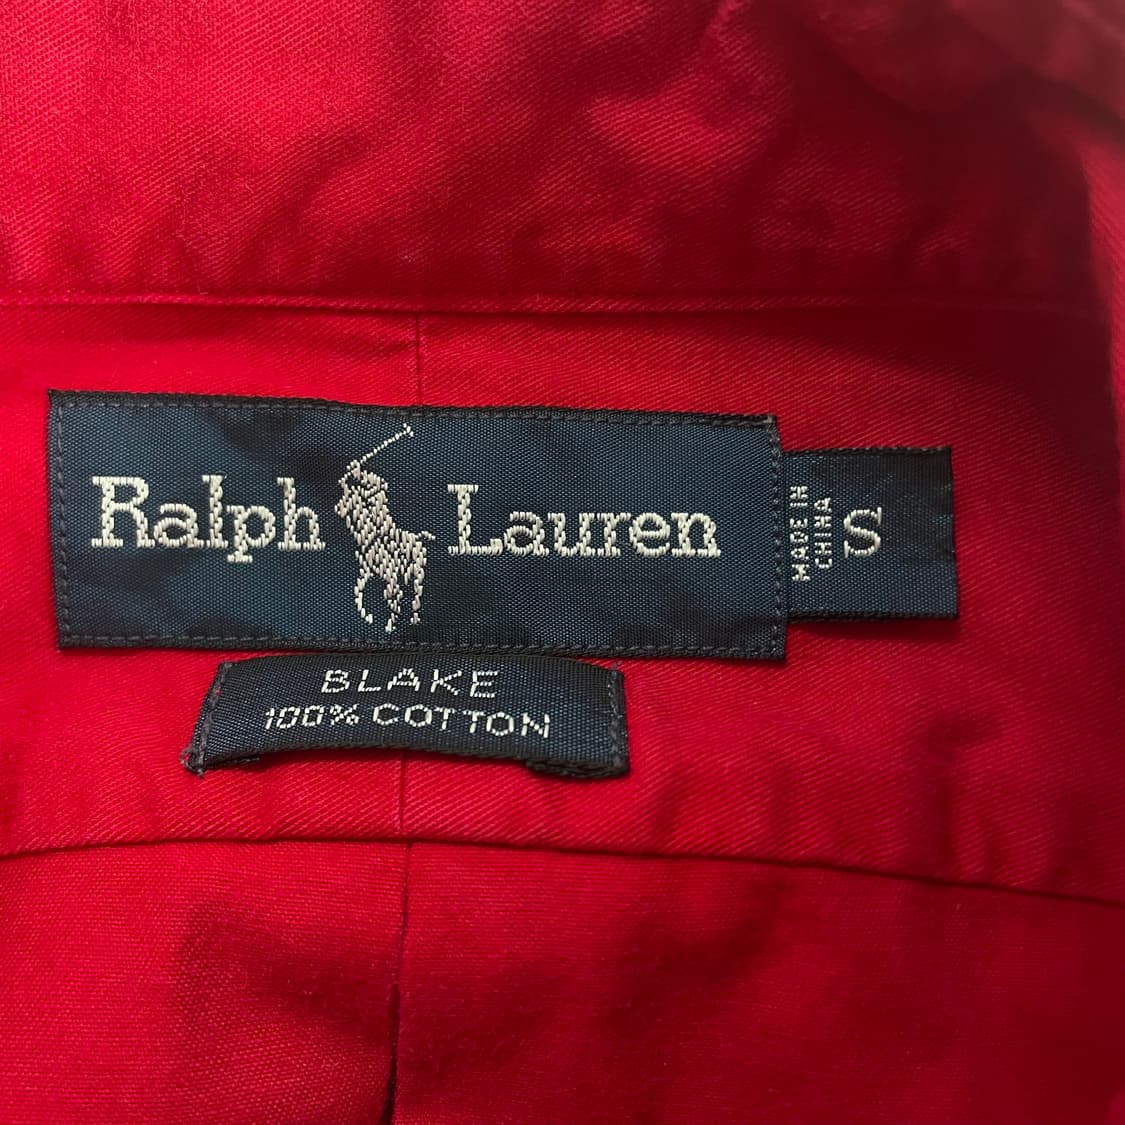 Ralph Lauren
MADE IN
CHINA
S
BLAKE
100% COTTON